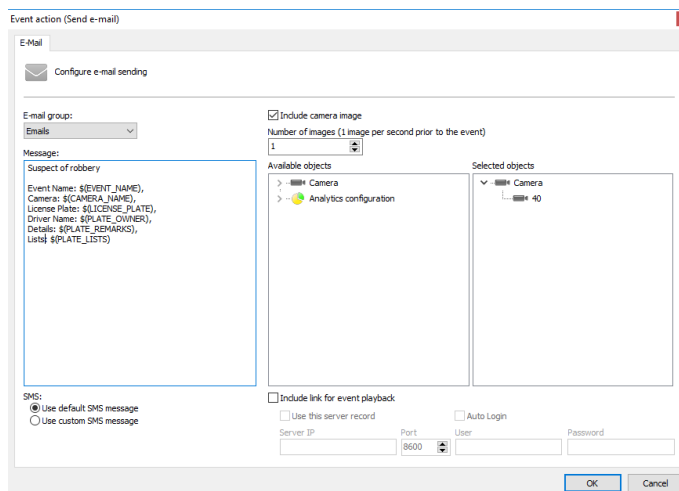 Event action (Send e-mail)
E-Mail
Configure e-mail sending
E-mail group:
Emails
Message:
Suspect of robbery
Event Name: $(EVENT_NAME),
Camera: $(CAMERA_NAME),
License Plate: $(LICENSE_PLATE),
Driver Name: $(PLATE_OWNER),
Details: $(PLATE_REMARKS),
Lists: $(PLATE_LISTS)
Include camera image
Number of images (1 image per second prior to the event)
1
Available objects
Camera
Analytics configuration
Selected objects
Camera
40
SMS:
Use default SMS message
Use custom SMS message
Include link for event playback
Use this server record
Auto Login
Server IP
Port
User
Password
8600
OK
Cancel